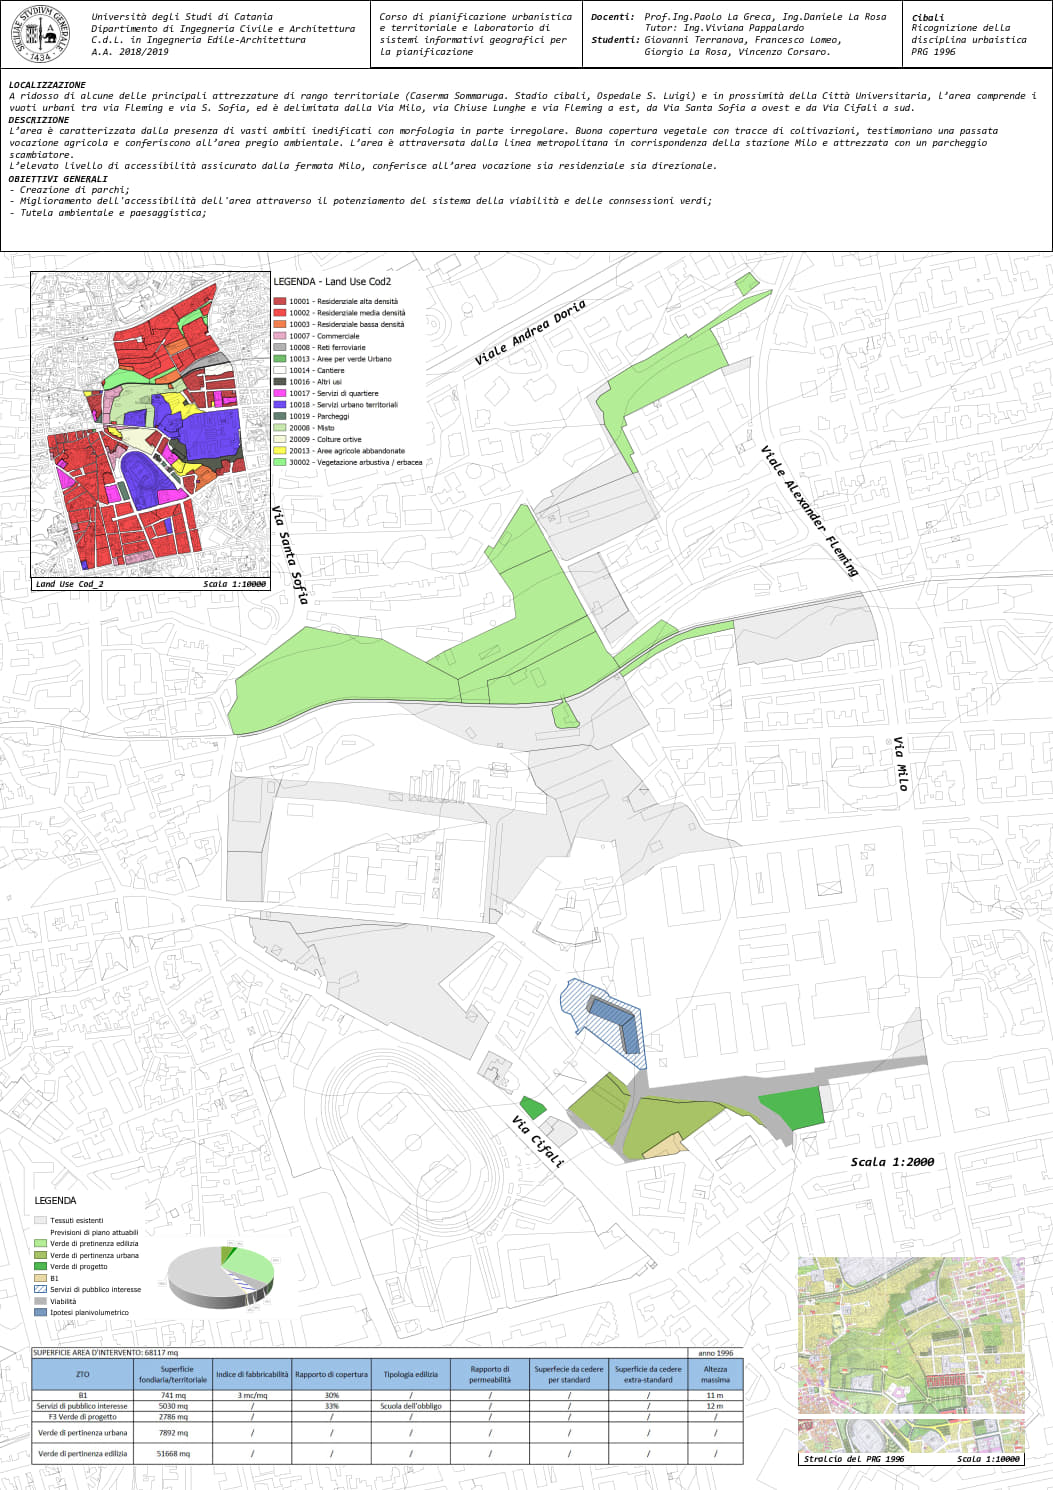 Università degli Studi di Catania
Dipartimento di Ingegneria Civile e Architettura
C.d.L. in Ingegneria Edile-Architettura
A.A. 2018/2019
Corso di pianificazione urbanistica
e territoriale e laboratorio di
sistemi informativi geografici per
la pianificazione
Docenti: Prof.Ing.Paolo La Greca, Ing.Daniele La Rosa
Tutor: Ing.Viviana Pappalardo
Studenti: Giovanni Terranova, Francesco Lomeo,
Giorgio La Rosa, Vincenzo Corsaro.
Cibali
Ricognizione della
disciplina urbaistica
PRG 1996
LOCALIZZAZIONE
A ridosso di alcune delle principali attrezzature di rango territoriale (Caserma Sommaruga. Stadio cibali, Ospedale S. Luigi) e in prossimità della Città Universitaria, L’area comprende i
vuoti urbani tra via Fleming e via S. Sofia, ed è delimitata dalla Via Milo, via Chiuse Lunghe e via Fleming a est, da Via Santa Sofia a ovest e da Via Cifali a sud.
DESCRIZIONE
L’area è caratterizzata dalla presenza di vasti ambiti inedificati con morfologia in parte irregolare. Buona copertura vegetale con tracce di coltivazioni, testimoniano una passata
vocazione agricola e conferiscono all’area pregio ambientale. L’area è attraversata dalla linea metropolitana in corrispondenza della stazione Milo e attrezzata con un parcheggio
scambiatore.
L’elevato livello di accessibilità assicurato dalla fermata Milo, conferisce all’area vocazione sia residenziale sia direzionale.
OBIETTIVI GENERALI
- Creazione di parchi;
- Miglioramento dell'accessibilità dell'area attraverso il potenziamento del sistema della viabilità e delle connsessioni verdi;
- Tutela ambientale e paesaggistica;
LEGENDA - Land Use Cod2
10001 - Residenziale alta densità
10002 - Residenziale media densità
10003 - Residenziale bassa densità
10007 - Commerciale
10008 - Reti ferroviarie
10013 - Aree per verde Urbano
10014 - Cantiere
10016 - Altri usi
10017 - Servizi di quartiere
10018 - Servizi urbano territoriali
10019 - Parcheggi
20008 - Misto
20009 - Colture ortive
20013 - Aree agricole abbandonate
30002 - Vegetazione arbustiva / erbacea
Land Use Cod_2 Scala 1:10000
Viale Andrea Doria
Viale Alexander Fleming
Via Santa Sofia
Via Milo
Via Cifali
Scala 1:2000
LEGENDA
Tessuti esistenti
Previsioni di piano attuabili
Verde di pretinenza edilizia
Verde di pertinenza urbana
Verde di progetto
B1
Servizi di pubblico interesse
Viabilità
Ipotesi planivolumetrico
SUPERFICIE AREA D'INTERVENTO: 68117 mq anno 1996
ZTO Superficie fondiaria/territoriale Indice di fabbricabilità Rapporto di copertura Tipologia edilizia Rapporto di permeabilità Superfecie da cedere per standard Superficie da cedere extra-standard Altezza massima
B1 741 mq 3 mc/mq 30% / / / / 11 m
Servizi di pubblico interesse 5030 mq / 33% Scuola dell'obbligo / / / 12 m
F3 Verde di progetto 2786 mq / / / / / / /
Verde di pertinenza urbana 7892 mq / / / / / / /
Verde di pertinenza edilizia 51668 mq / / / / / / /
Stralcio del PRG 1996 Scala 1:10000